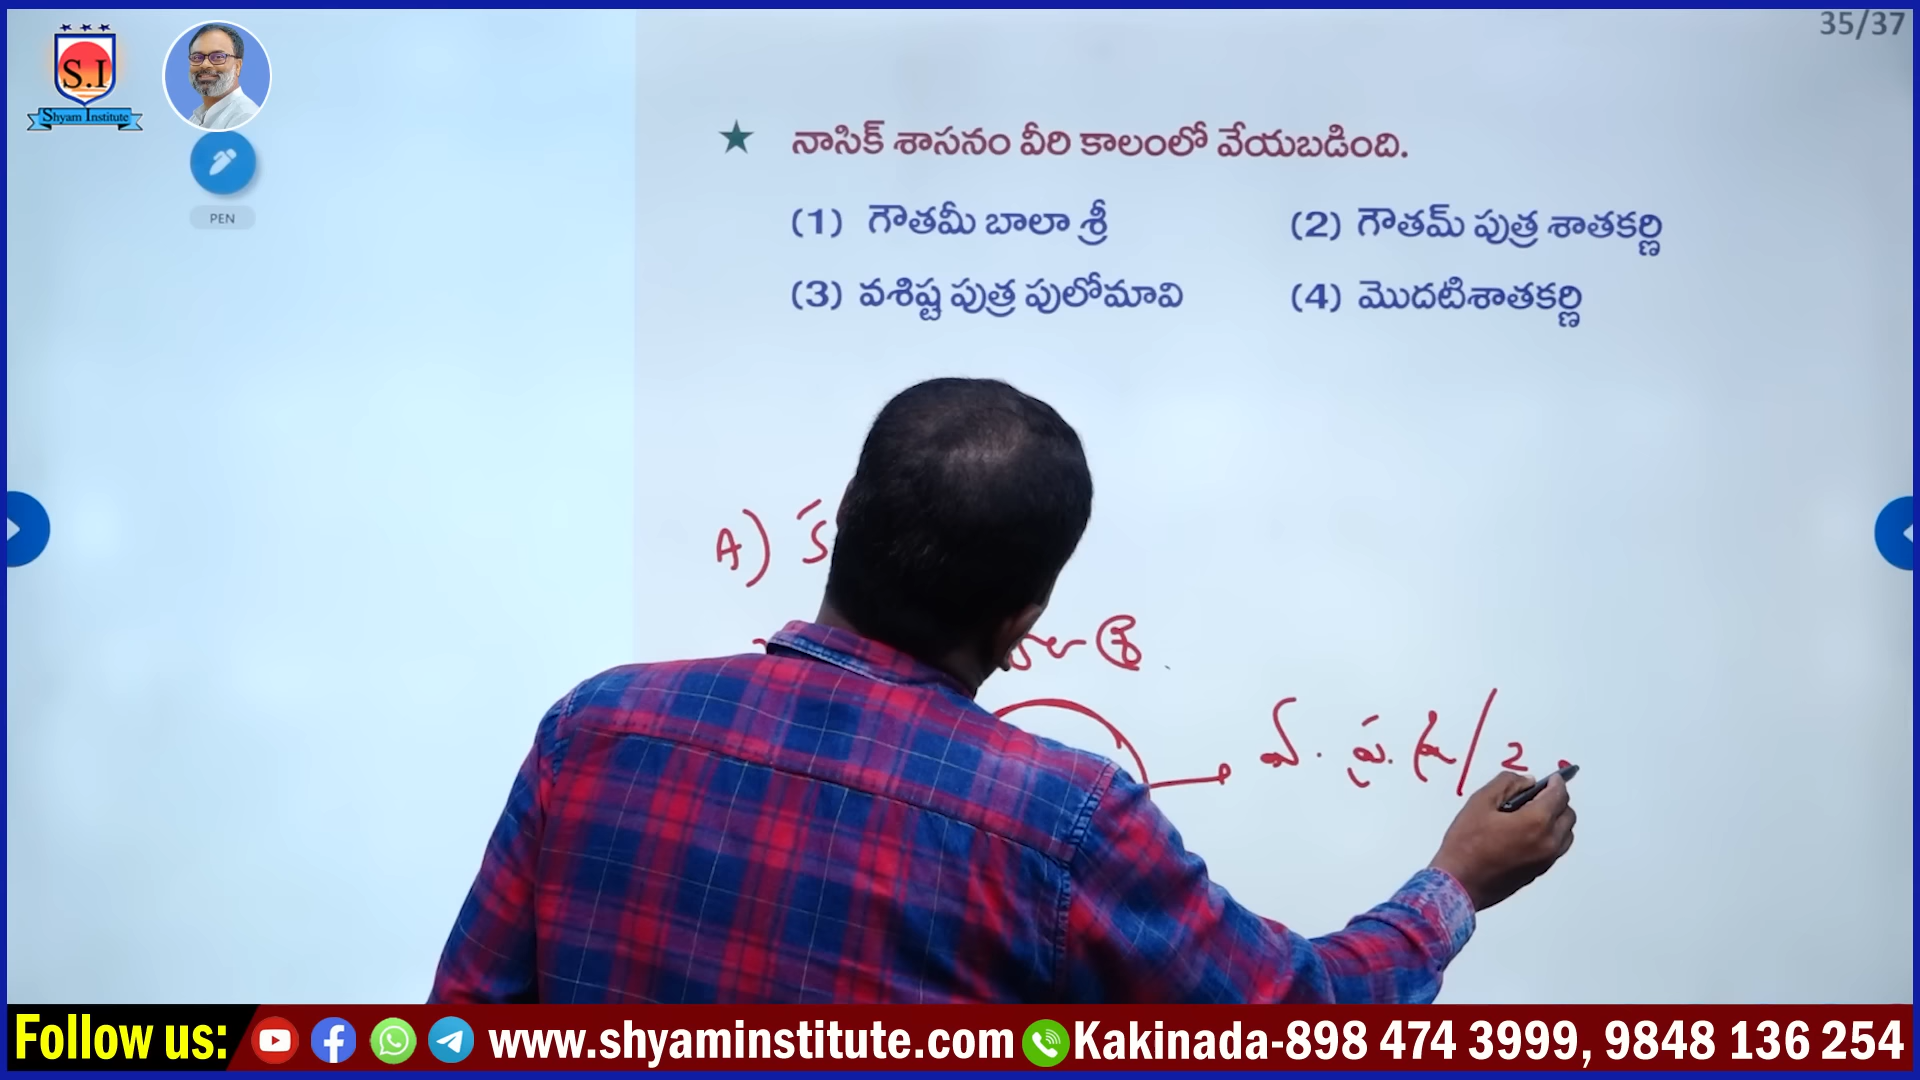 35/37
S.I
Shyam Institute
PEN
★ నాసిక్ శాసనం వీరి కాలంలో వేయబడింది.
(1) గౌతమీ బాలా శ్రీ (2) గౌతమ్ పుత్ర శాతకర్ణి
(3) వశిష్ట పుత్ర పులోమావి (4) మొదటిశాతకర్ణి
A)
శ్రీ
2
Follow us: www.shyaminstitute.com Kakinada-898 474 3999, 9848 136 254